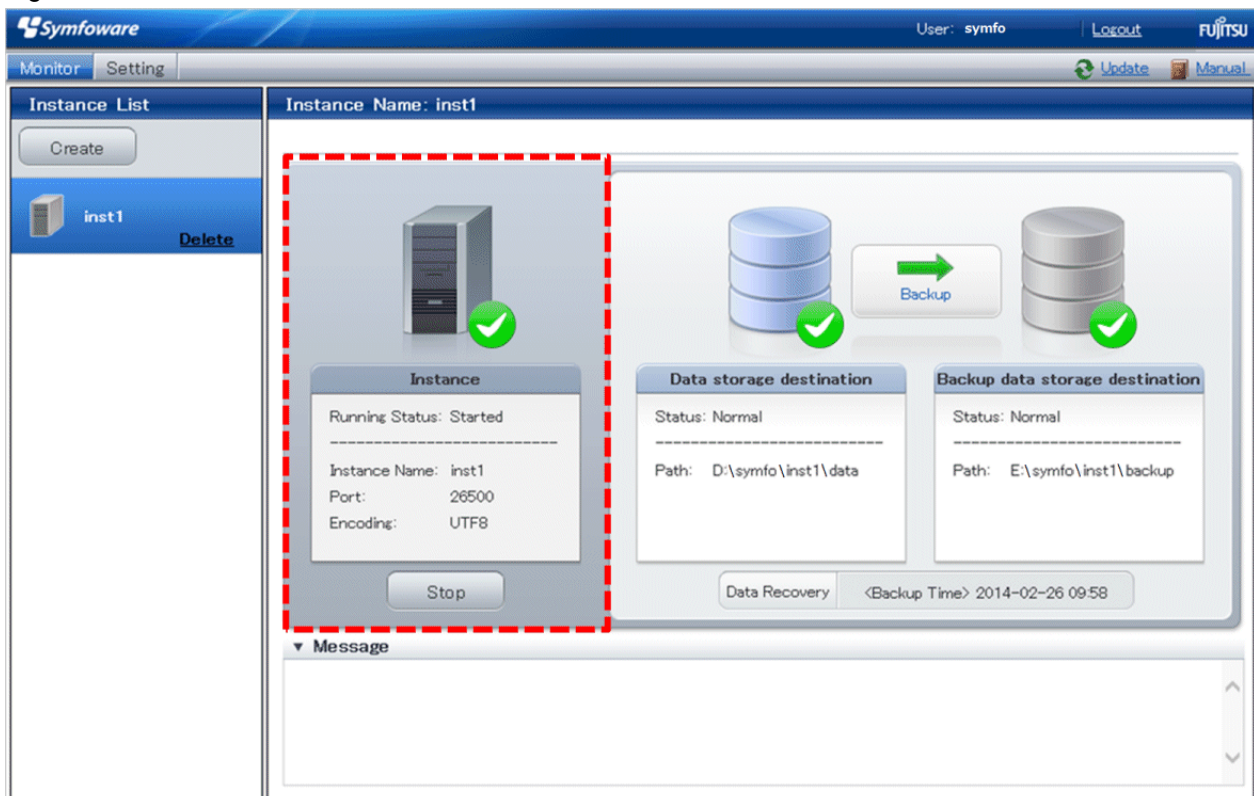 Symfoware
User: symfo
Logout
FUJITSU
Monitor
Setting
Update
Manual
Instance List
Create
inst1
Delete
Instance Name: inst1
Instance
Running Status: Started
--------------------------
Instance Name: inst1
Port: 26500
Encoding: UTF8
Stop
Backup
Data storage destination
Status: Normal
--------------------------
Path: D:\symfo\inst1\data
Backup data storage destination
Status: Normal
--------------------------
Path: E:\symfo\inst1\backup
Data Recovery
<Backup Time> 2014-02-26 09:58
▼ Message